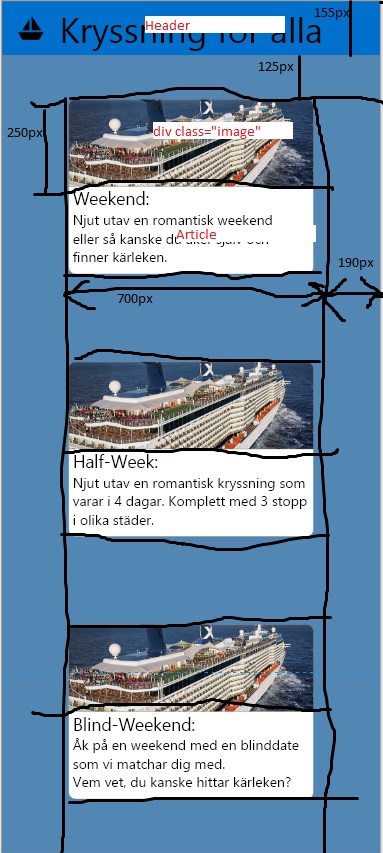 155px
Header
Kryssning för alla
125px
250px
div class="image"
Weekend:
Njut utav en romantisk weekend
eller så kanske du åker själv och
Article
finner kärleken.
190px
700px
Half-Week:
Njut utav en romantisk kryssning som
varar i 4 dagar. Komplett med 3 stopp
i olika städer.
Blind-Weekend:
Åk på en weekend med en blinddate
som vi matchar dig med.
Vem vet, du kanske hittar kärleken?